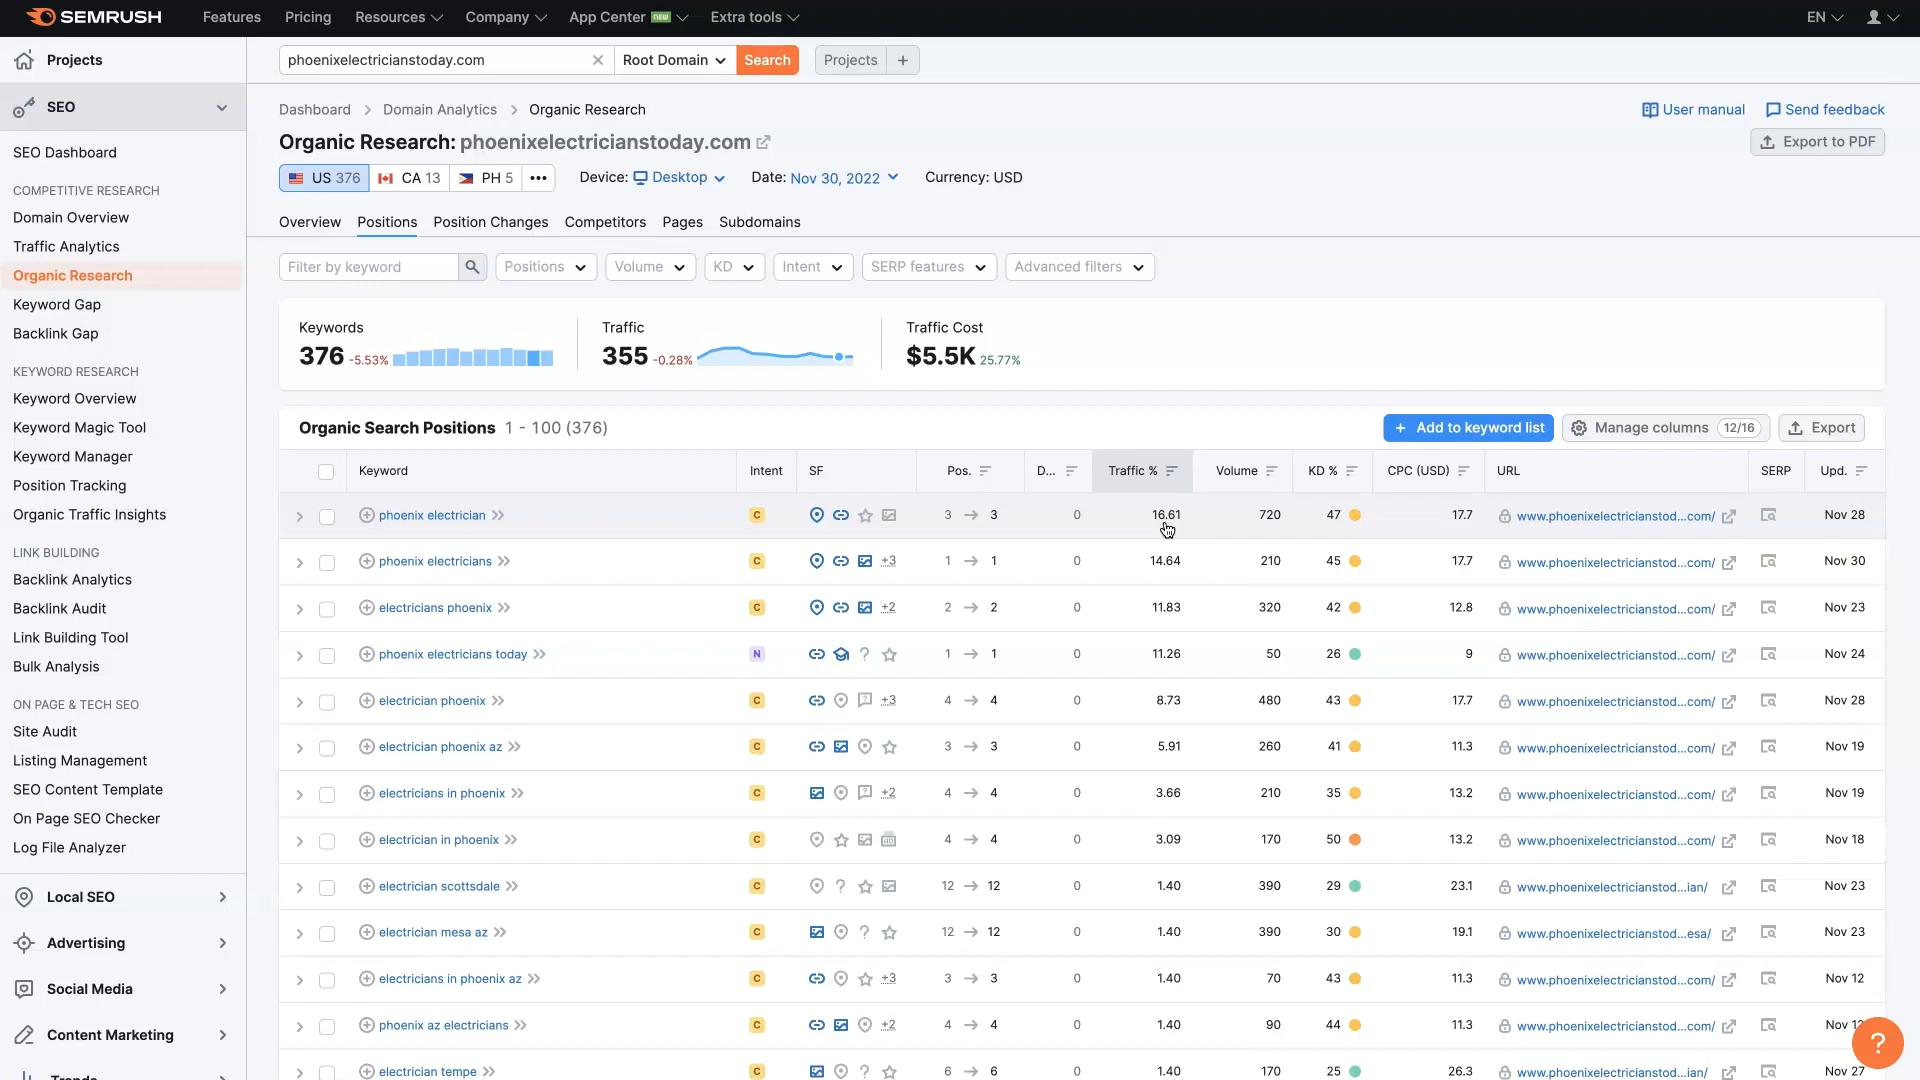 SEMRUSH
Features
Pricing
Resources
Company
App Center NEW
Extra tools
EN
Projects
SEO
SEO Dashboard
COMPETITIVE RESEARCH
Domain Overview
Traffic Analytics
Organic Research
Keyword Gap
Backlink Gap
KEYWORD RESEARCH
Keyword Overview
Keyword Magic Tool
Keyword Manager
Position Tracking
Organic Traffic Insights
LINK BUILDING
Backlink Analytics
Backlink Audit
Link Building Tool
Bulk Analysis
ON PAGE & TECH SEO
Site Audit
Listing Management
SEO Content Template
On Page SEO Checker
Log File Analyzer
Local SEO
Advertising
Social Media
Content Marketing
Trends
phoenixelectricianstoday.com
Root Domain
Search
Projects +
Dashboard > Domain Analytics > Organic Research
User manual
Send feedback
Organic Research: phoenixelectricianstoday.com
Export to PDF
US 376 CA 13 PH 5 •••
Device: Desktop
Date: Nov 30, 2022
Currency: USD
Overview Positions Position Changes Competitors Pages Subdomains
Filter by keyword Positions Volume KD Intent SERP features Advanced filters
Keywords
376 -5.53%
Traffic
355 -0.28%
Traffic Cost
$5.5K 25.77%
Organic Search Positions 1 - 100 (376)
+ Add to keyword list
Manage columns 12/16
Export
Keyword Intent SF Pos. D... Traffic % Volume KD % CPC (USD) URL SERP Upd.
phoenix electrician C 3 → 3 0 16.61 720 47 17.7 www.phoenixelectricianstod...com/ Nov 28
phoenix electricians C +3 1 → 1 0 14.64 210 45 17.7 www.phoenixelectricianstod...com/ Nov 30
electricians phoenix C +2 2 → 2 0 11.83 320 42 12.8 www.phoenixelectricianstod...com/ Nov 23
phoenix electricians today N ? 1 → 1 0 11.26 50 26 9 www.phoenixelectricianstod...com/ Nov 24
electrician phoenix C +3 4 → 4 0 8.73 480 43 17.7 www.phoenixelectricianstod...com/ Nov 28
electrician phoenix az C 3 → 3 0 5.91 260 41 11.3 www.phoenixelectricianstod...com/ Nov 19
electricians in phoenix C +2 4 → 4 0 3.66 210 35 13.2 www.phoenixelectricianstod...com/ Nov 19
electrician in phoenix C 4 → 4 0 3.09 170 50 13.2 www.phoenixelectricianstod...com/ Nov 18
electrician scottsdale C ? 12 → 12 0 1.40 390 29 23.1 www.phoenixelectricianstod...ian/ Nov 23
electrician mesa az C ? 12 → 12 0 1.40 390 30 19.1 www.phoenixelectricianstod...esa/ Nov 23
electricians in phoenix az C +3 3 → 3 0 1.40 70 43 11.3 www.phoenixelectricianstod...com/ Nov 12
phoenix az electricians C +2 4 → 4 0 1.40 90 44 11.3 www.phoenixelectricianstod...com/ Nov
electrician tempe C ? 6 → 6 0 1.40 170 25 26.3 www.phoenixelectricianstod...ian/ Nov 27
?